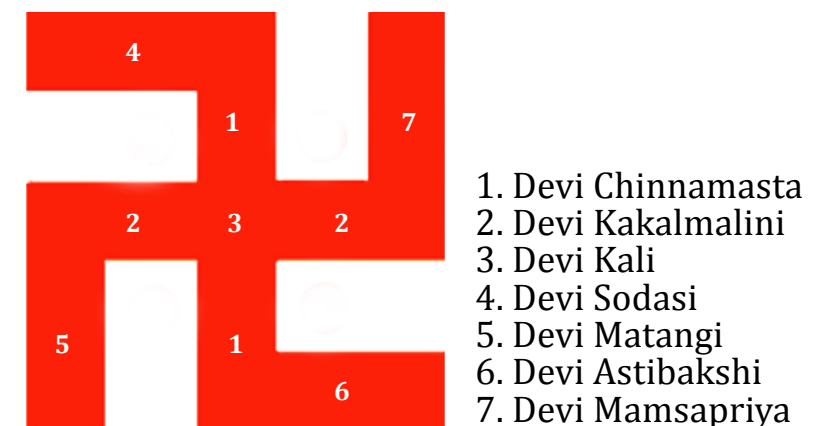 4
1
7
2 3 2
5
1
6
1. Devi Chinnamasta
2. Devi Kakalmalini
3. Devi Kali
4. Devi Sodasi
5. Devi Matangi
6. Devi Astibakshi
7. Devi Mamsapriya